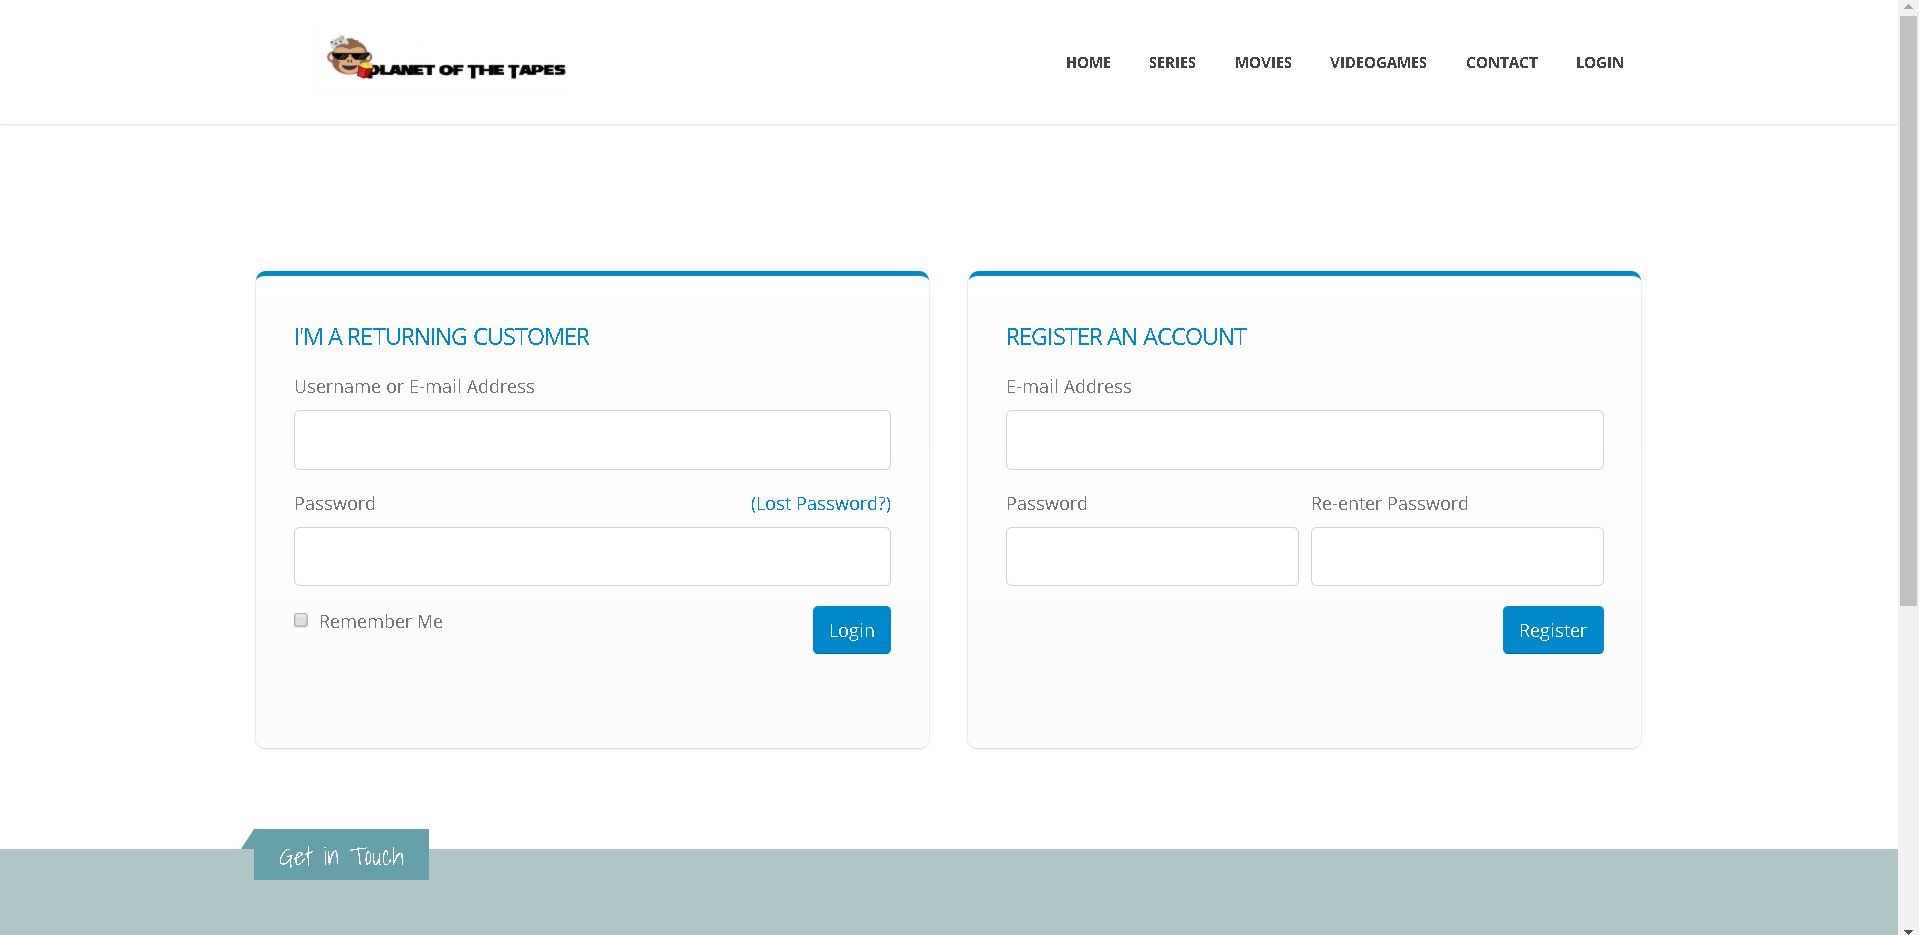 PLANET OF THE TAPES
HOME SERIES MOVIES VIDEOGAMES CONTACT LOGIN
I'M A RETURNING CUSTOMER
Username or E-mail Address
Password (Lost Password?)
Remember Me
Login
REGISTER AN ACCOUNT
E-mail Address
Password Re-enter Password
Register
Get in Touch